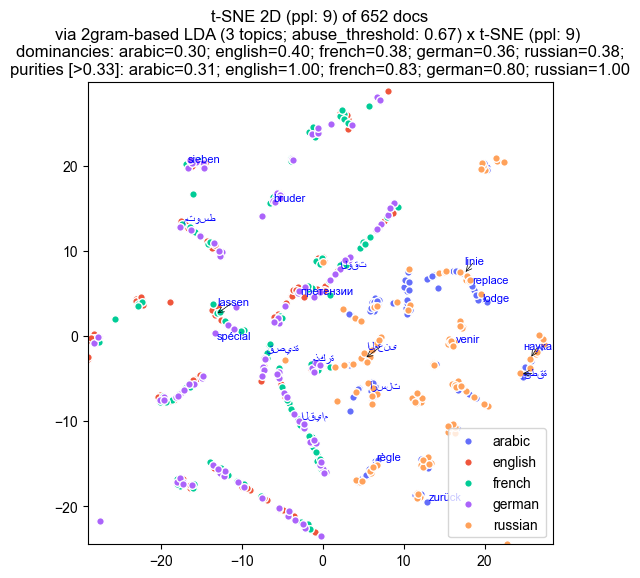 t-SNE 2D (ppl: 9) of 652 docs
via 2gram-based LDA (3 topics; abuse_threshold: 0.67) x t-SNE (ppl: 9)
dominancies: arabic=0.30; english=0.40; french=0.38; german=0.36; russian=0.38;
purities [>0.33]: arabic=0.31; english=1.00; french=0.83; german=0.80; russian=1.00
sieben
bruder
linie
replace
претензии
lodge
lassen
spécial
venir
наука
règle
zurück
20
10
0
−10
−20
−20
−10
0
10
20
arabic
english
french
german
russian